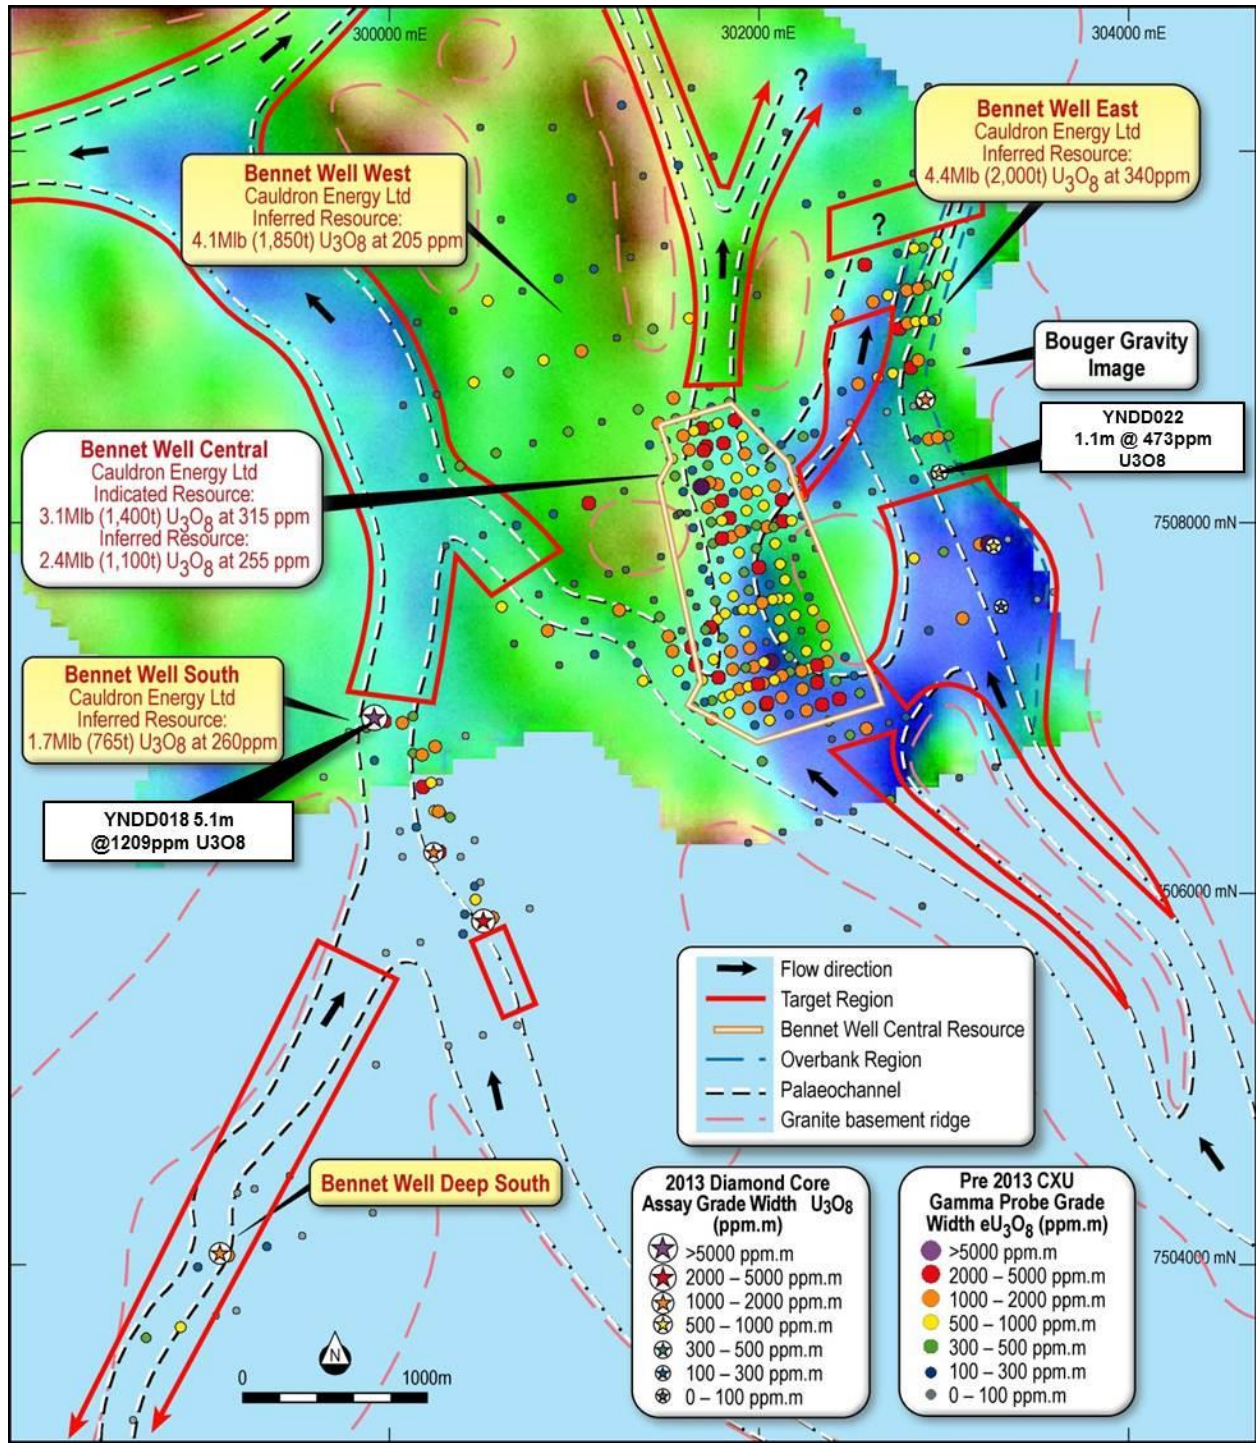 300000 mE
302000 mE
304000 mE
?
Bennet Well East
Cauldron Energy Ltd
Inferred Resource:
4.4Mlb (2,000t) U3O8 at 340ppm
Bennet Well West
Cauldron Energy Ltd
Inferred Resource:
4.1Mlb (1,850t) U3O8 at 205 ppm
?
Bouger Gravity
Image
YNDD022
1.1m @ 473ppm
U3O8
Bennet Well Central
Cauldron Energy Ltd
Indicated Resource:
3.1Mlb (1,400t) U3O8 at 315 ppm
Inferred Resource:
2.4Mlb (1,100t) U3O8 at 255 ppm
7508000 mN
Bennet Well South
Cauldron Energy Ltd
Inferred Resource:
1.7Mlb (765t) U3O8 at 260ppm
YNDD018 5.1m
@1209ppm U3O8
7506000 mN
Flow direction
Target Region
Bennet Well Central Resource
Overbank Region
Palaeochannel
Granite basement ridge
Bennet Well Deep South
2013 Diamond Core
Assay Grade Width U3O8
(ppm.m)
>5000 ppm.m
2000 – 5000 ppm.m
1000 – 2000 ppm.m
500 – 1000 ppm.m
300 – 500 ppm.m
100 – 300 ppm.m
0 – 100 ppm.m
Pre 2013 CXU
Gamma Probe Grade
Width eU3O8 (ppm.m)
>5000 ppm.m
2000 – 5000 ppm.m
1000 – 2000 ppm.m
500 – 1000 ppm.m
300 – 500 ppm.m
100 – 300 ppm.m
0 – 100 ppm.m
7504000 mN
N
0 1000m